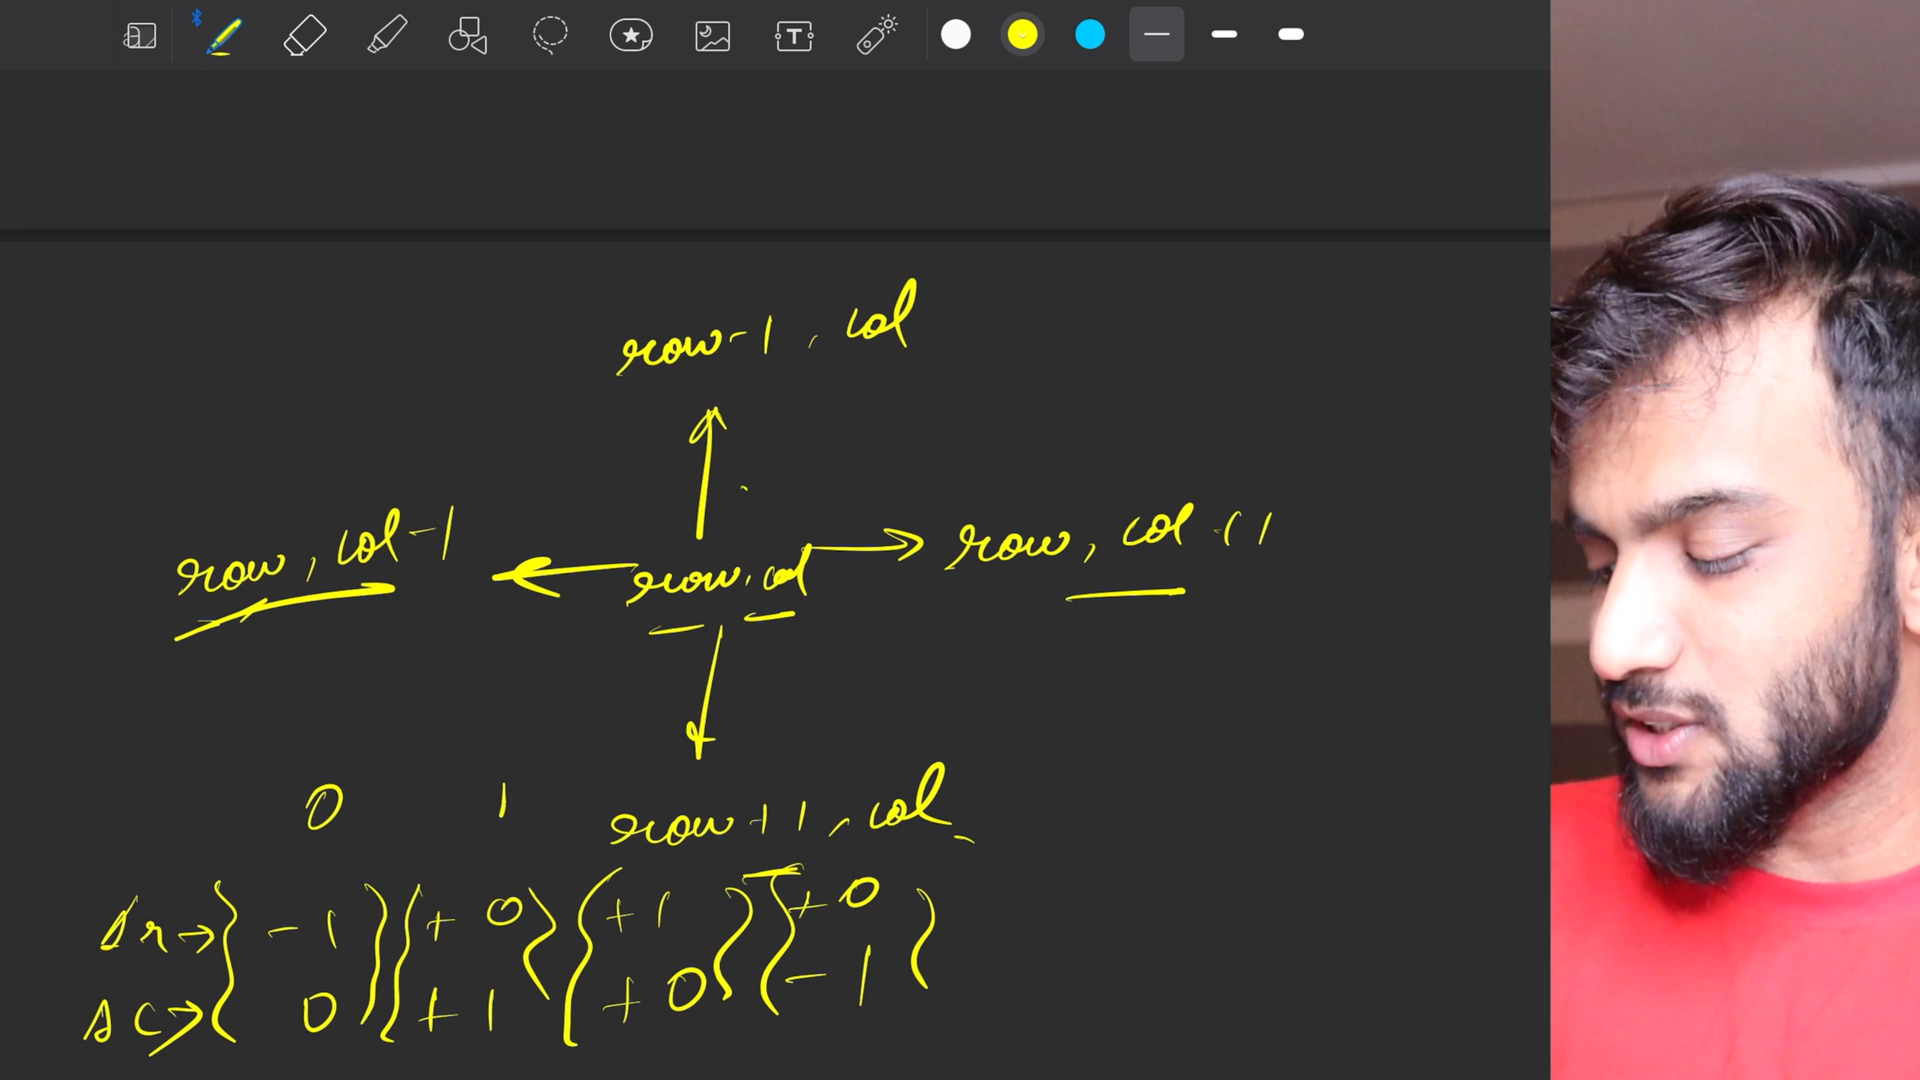 T
row-1, col
row, col-1 ← row, col → row, col+1
0 1
row+1, col
Δr→ {-1} {+0} {+1} {+0}
Δc→ {0} {+1} {+0} {-1}